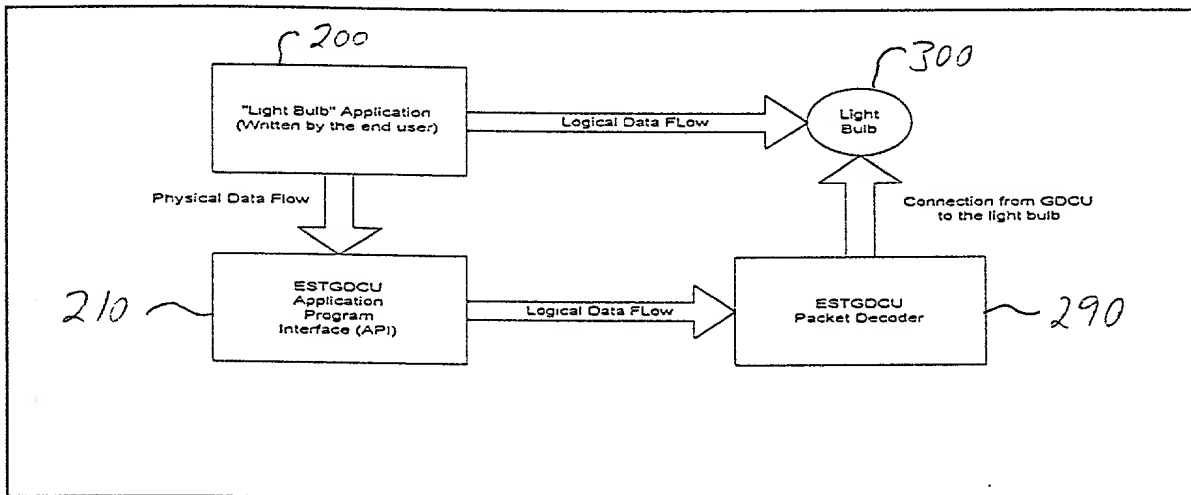 200
300
"Light Bulb" Application
(Written by the end user)
Logical Data FLow
Light
Bulb
Physical Data Flow
Connection from GDCU
to the light bulb
210
ESTGDCU
Application
Program
Interface (API)
Logical Data FLow
ESTGDCU
Packet Decoder
290